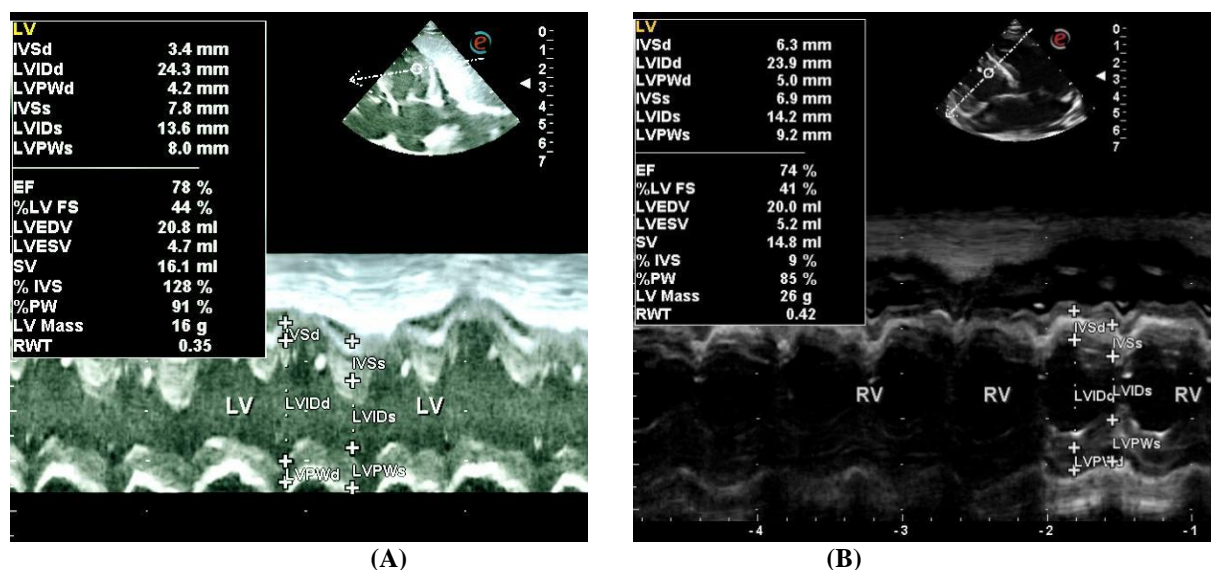 LV
IVSd 3.4 mm
LVIDd 24.3 mm
LVPWd 4.2 mm
IVSs 7.8 mm
LVIDs 13.6 mm
LVPWs 8.0 mm
EF 78 %
%LV FS 44 %
LVEDV 20.8 ml
LVESV 4.7 ml
SV 16.1 ml
% IVS 128 %
%PW 91 %
LV Mass 16 g
RWT 0.35
e
0
1
2
3
4
5
6
7
IVSd
IVSs
LV
LVIDd
LVIDs
LV
LVPWd
LVPWs
(A)
LV
IVSd 6.3 mm
LVIDd 23.9 mm
LVPWd 5.0 mm
IVSs 6.9 mm
LVIDs 14.2 mm
LVPWs 9.2 mm
EF 74 %
%LV FS 41 %
LVEDV 20.0 ml
LVESV 5.2 ml
SV 14.8 ml
% IVS 9 %
%PW 85 %
LV Mass 26 g
RWT 0.42
e
0
1
2
3
4
5
6
7
IVSd
IVSs
RV
RV
LVIDd
LVIDs
RV
LVPWd
LVPWs
-4 -3 -2 -1
(B)